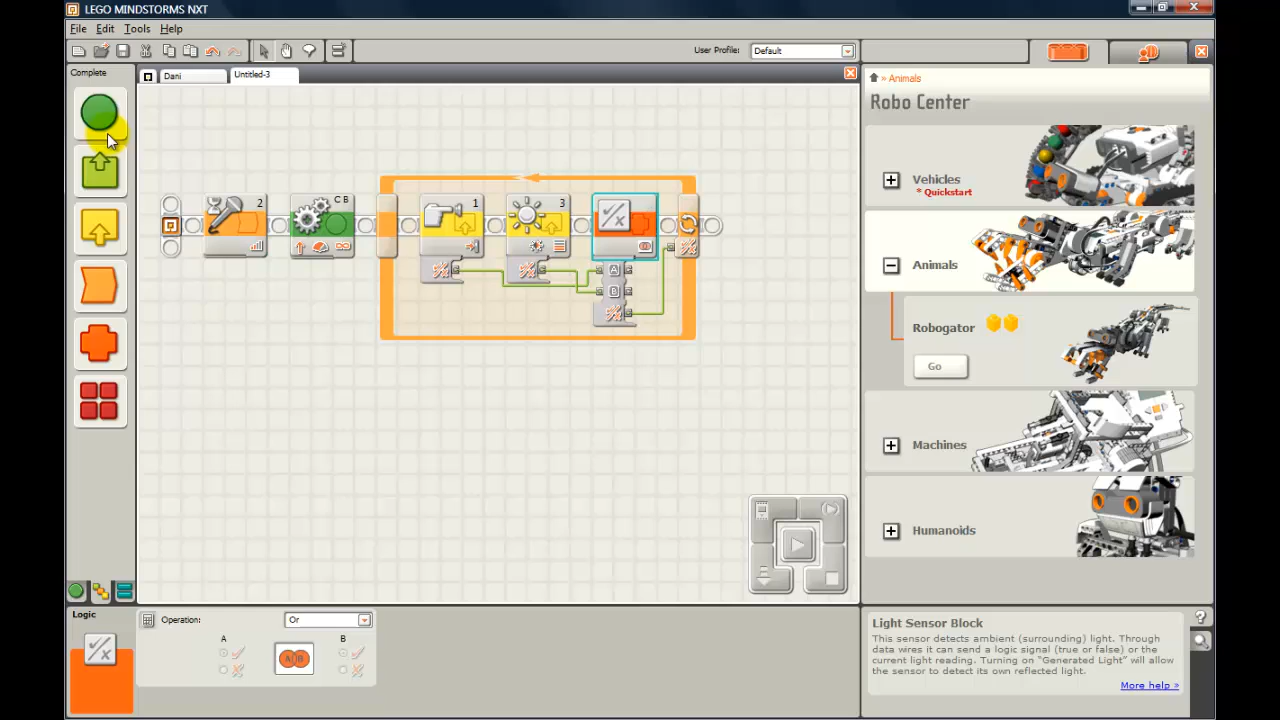 LEGO MINDSTORMS NXT
File Edit Tools Help
User Profile: Default
Complete
Dani Untitled-3
» Animals
Robo Center
Vehicles
* Quickstart
Animals
Robogator
Go
Machines
Humanoids
2
C B
1
3
A
B
Logic
Operation: Or
A B
A B
Light Sensor Block
This sensor detects ambient (surrounding) light. Through
data wires it can send a logic signal (true or false) or
the current light reading. Turning on "Generated Light" will allow
the sensor to detect its own reflected light.
More help »